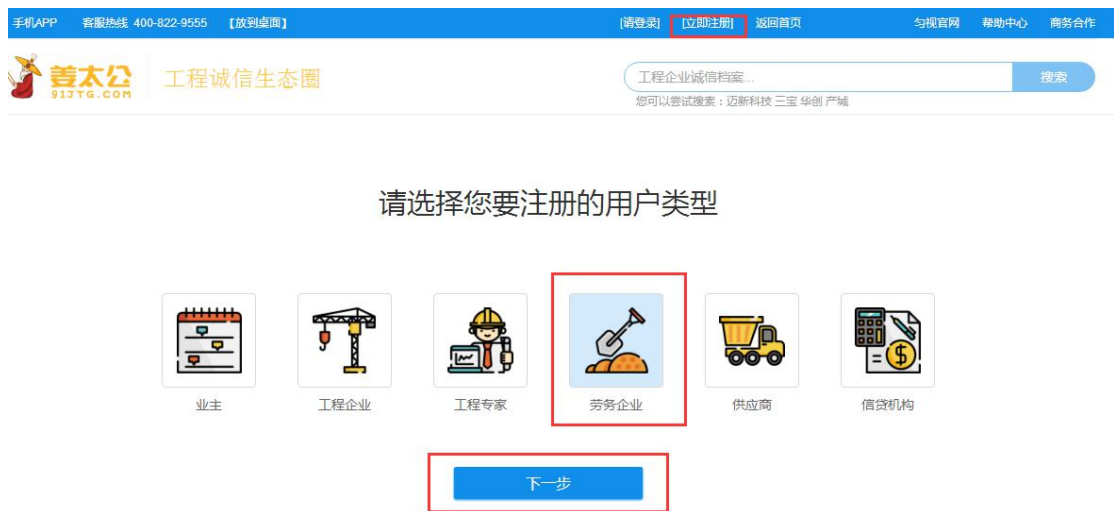 手机APP 客服热线 400-822-9555 【放到桌面】 [请登录] [立即注册] 返回首页 匀视官网 帮助中心 商务合作
姜太公 工程诚信生态圈 工程企业诚信档案... 搜索
91JTG.COM
您可以尝试搜索：迈新科技 三宝 华创 产城
请选择您要注册的用户类型
业主 工程企业 工程专家 劳务企业 供应商 信贷机构
下一步